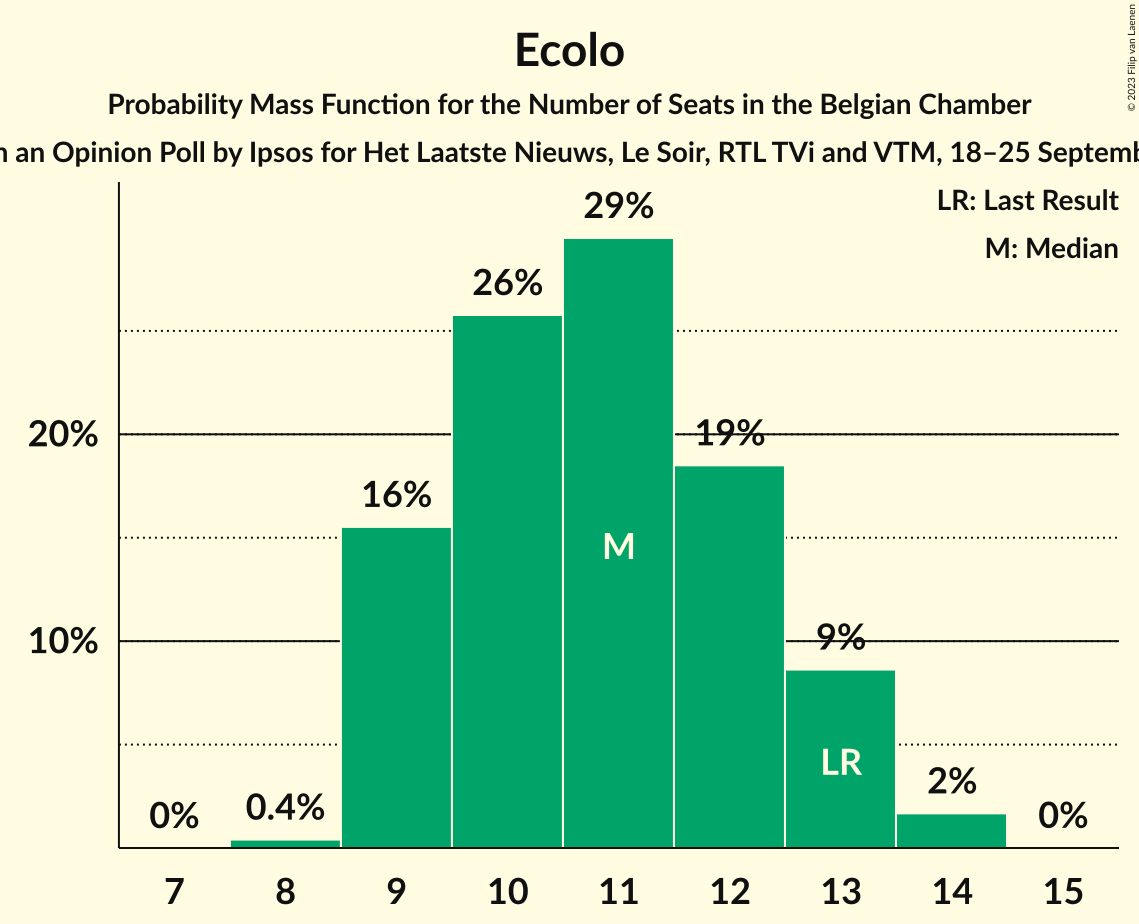 Ecolo
Probability Mass Function for the Number of Seats in the Belgian Chamber
an Opinion Poll by Ipsos for Het Laatste Nieuws, Le Soir, RTL TVi and VTM, 18–25
© 2023 Filip van Laenen
LR: Last Result
M: Median
29%
26%
20%
19%
16%
M
10%
9%
LR
2%
0.4%
0%
0%
7 8 9 10 11 12 13 14 15